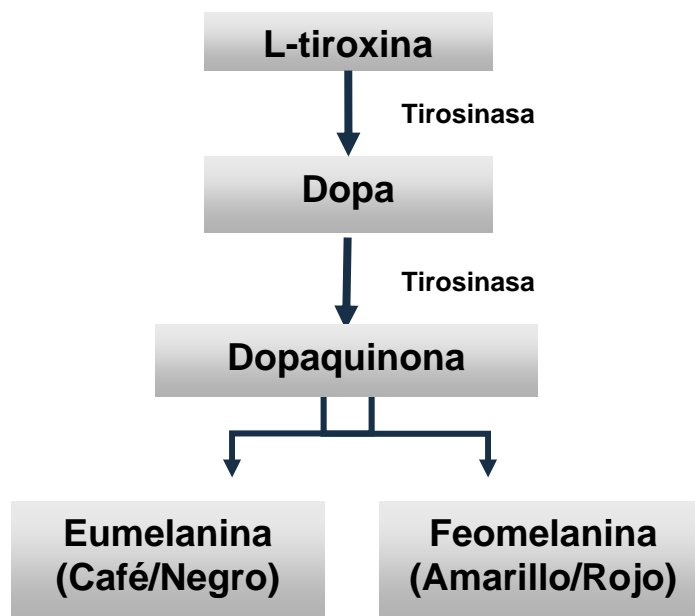 L-tiroxina
Tirosinasa
Dopa
Tirosinasa
Dopaquinona
Eumelanina
(Café/Negro)
Feomelanina
(Amarillo/Rojo)